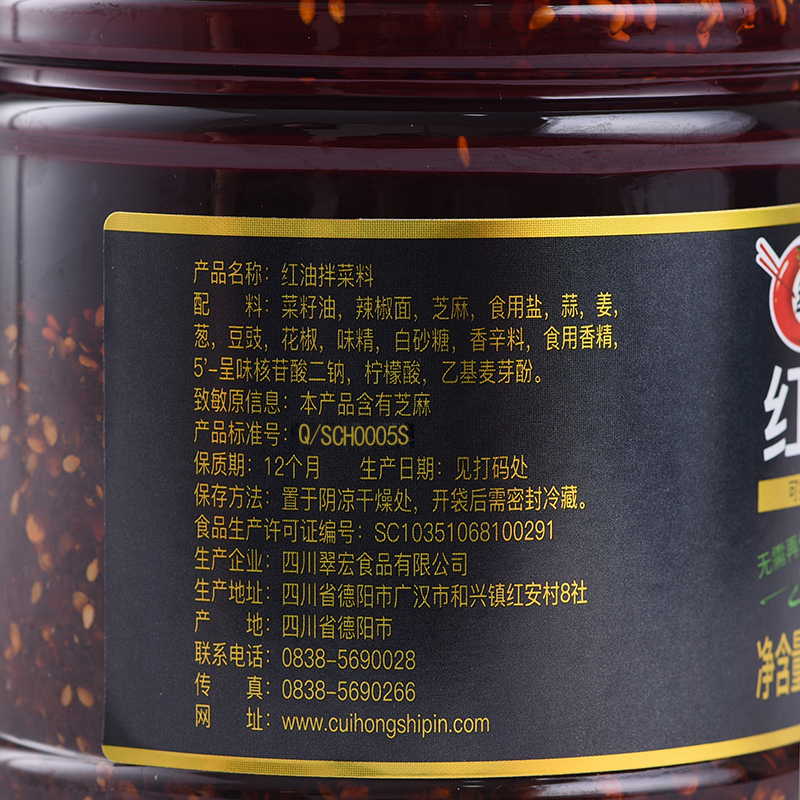 产品名称：红油拌菜料
配 料：菜籽油，辣椒面，芝麻，食用盐，蒜，姜，
葱，豆豉，花椒，味精，白砂糖，香辛料，食用香精，
5'-呈味核苷酸二钠，柠檬酸，乙基麦芽酚。
致敏原信息：本产品含有芝麻
产品标准号：Q/SCH0005S
保质期：12个月 生产日期：见打码处
保存方法：置于阴凉干燥处，开袋后需密封冷藏。
食品生产许可证编号：SC10351068100291
生产企业：四川翠宏食品有限公司
生产地址：四川省德阳市广汉市和兴镇红安村8社
产 地：四川省德阳市
联系电话：0838-5690028
传 真：0838-5690266
网 址：www.cuihongshipin.com
红
可
无需再
净含量